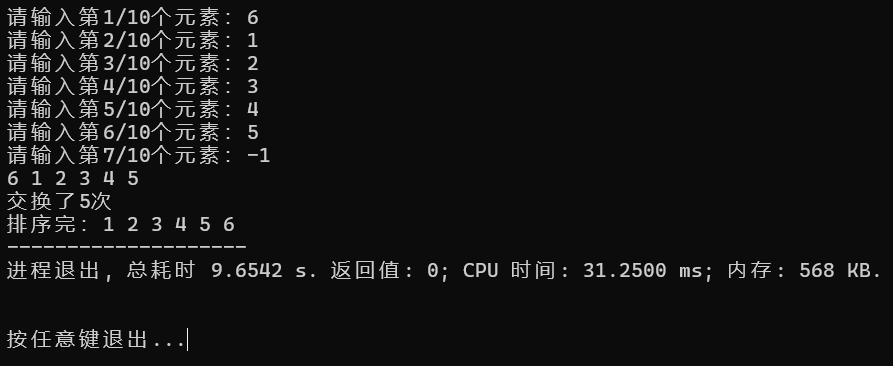 请输入第1/10个元素: 6
请输入第2/10个元素: 1
请输入第3/10个元素: 2
请输入第4/10个元素: 3
请输入第5/10个元素: 4
请输入第6/10个元素: 5
请输入第7/10个元素: -1
6 1 2 3 4 5
交换了5次
排序完: 1 2 3 4 5 6
--------------------
进程退出, 总耗时 9.6542 s. 返回值: 0; CPU 时间: 31.2500 ms; 内存: 568 KB.
按任意键退出...